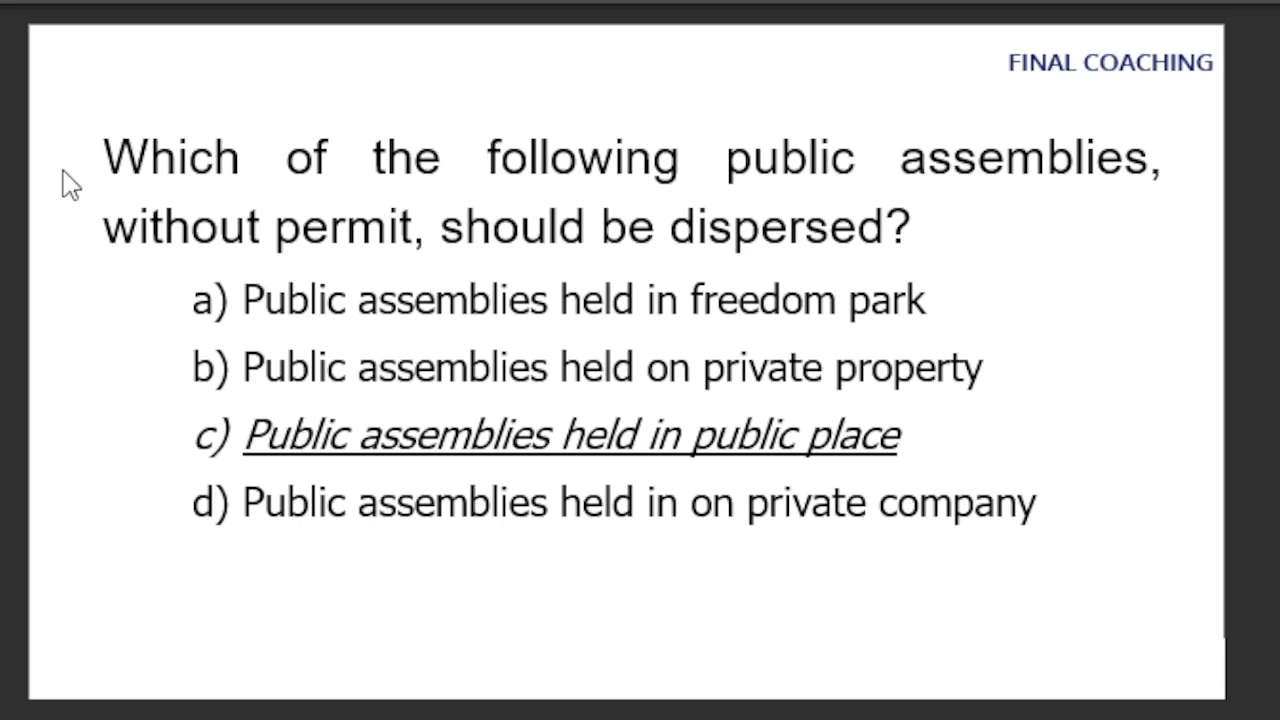 FINAL COACHING
Which of the following public assemblies,
without permit, should be dispersed?
a) Public assemblies held in freedom park
b) Public assemblies held on private property
c) Public assemblies held in public place
d) Public assemblies held in on private company